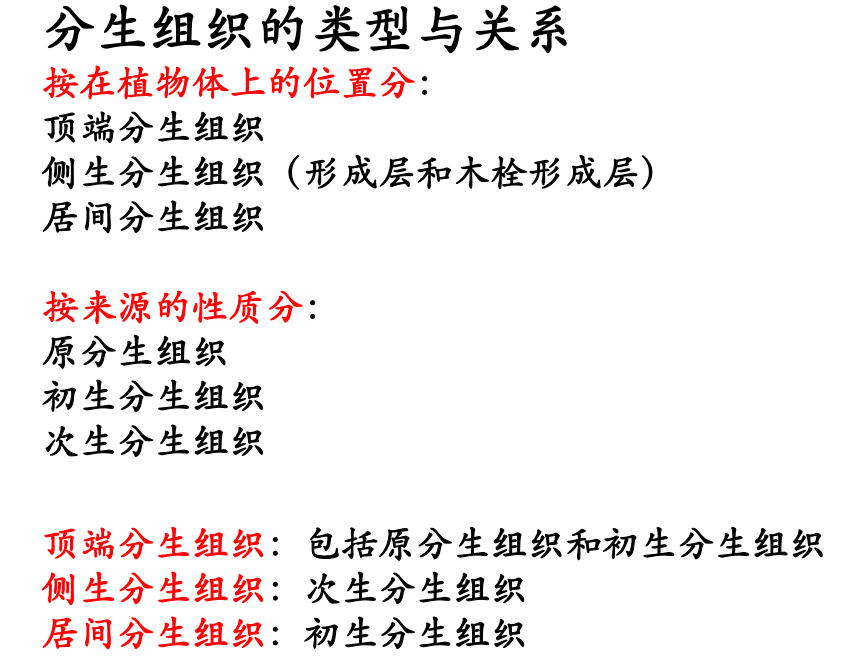 分生组织的类型与关系
按在植物体上的位置分：
顶端分生组织
侧生分生组织（形成层和木栓形成层）
居间分生组织
按来源的性质分：
原分生组织
初生分生组织
次生分生组织
顶端分生组织：包括原分生组织和初生分生组织
侧生分生组织：次生分生组织
居间分生组织：初生分生组织